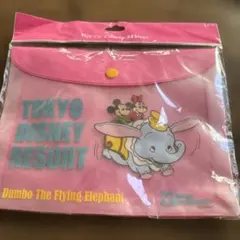 TOKYO
DISNEY
RESORT
Dumbo The Flying Elephant